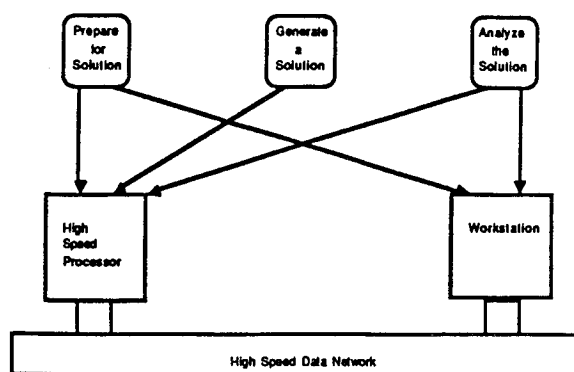 Prepare
for
Solution
Generate
a
Solution
Analyze
the
Solution
High
Speed
Processor
Workstation
High Speed Data Network